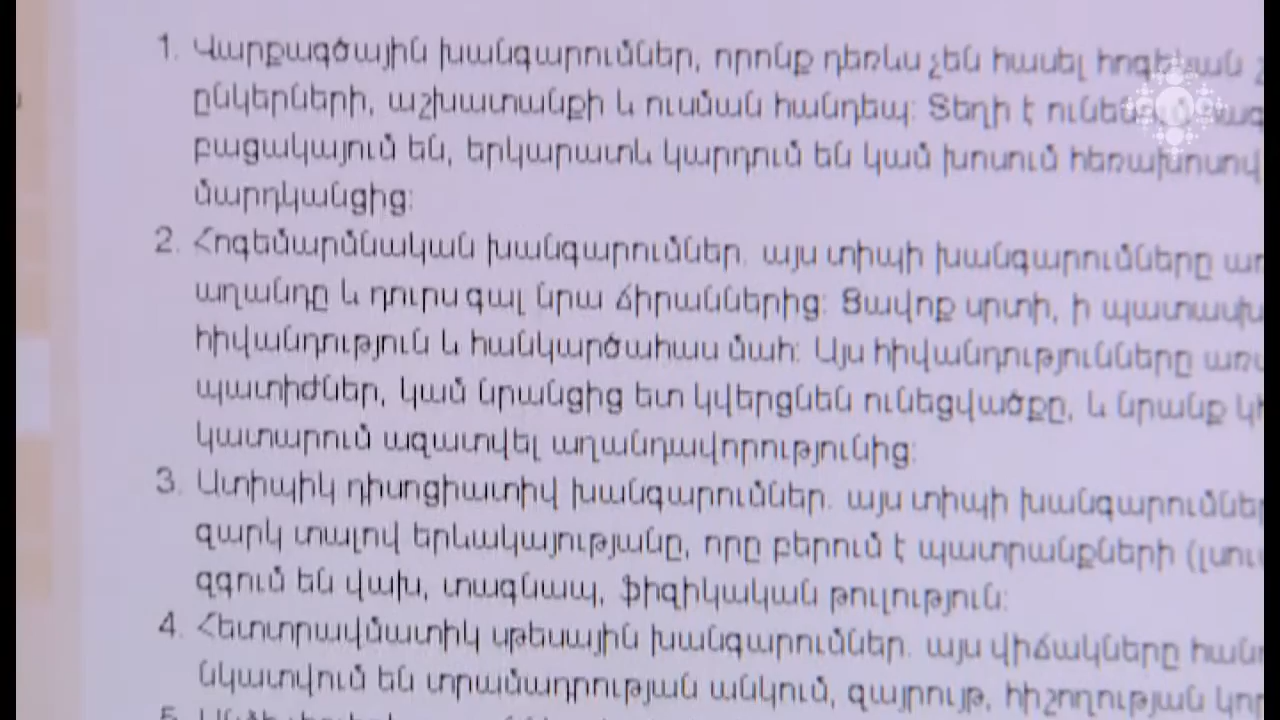 1. Վարքագծային խանգարումներ, որոնք դեռևս չեն հասել հոգեկան
ընկերների, աշխատանքի և ուսման հանդեպ: Տեղի է
բացակայում են, երկարատև կարդում են կամ խոսում հեռախոսով
մարդկանցից:
2. Հոգեմարմնական խանգարումներ. այս տիպի խանգարումները
աղանդը և դուրս գալ նրա ճիրաններից: Ցավոք սրտի, ի
հիվանդություն և հանկարծահաս մահ: Այս հիվանդությունները
պատիժներ, կամ նրանցից ետ կվերցնեն ունեցվածքը, և նրանք
կատարում ազատվել աղանդավորությունից:
3. Ատիպիկ դիսոցիատիվ խանգարումներ. այս տիպի
զարկ տալով երևակայությանը, որը բերում է պատրանքների
զգում են վախ, տագնապ, ֆիզիկական թուլություն:
4. Հետտրավմատիկ սթեսային խանգարումներ. այս վիճակները
նկատվում են տրամադրության անկում, զայրույթ, հիշողության
5.